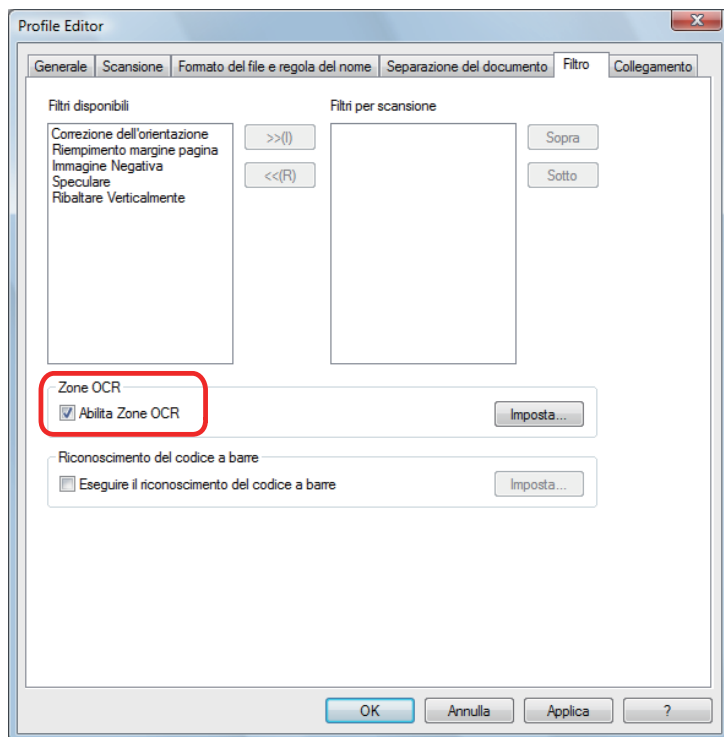 Profile Editor
Generale Scansione Formato del file e regola del nome Separazione del documento Filtro Collegamento
Filtri disponibili Filtri per scansione
Correzione dell'orientazione
Riempimento margine pagina
Immagine Negativa
Speculare
Ribaltare Verticalmente
>>(I)
<<(R)
Sopra
Sotto
Zone OCR
Abilita Zone OCR Imposta...
Riconoscimento del codice a barre
Eseguire il riconoscimento del codice a barre Imposta...
OK Annulla Applica ?